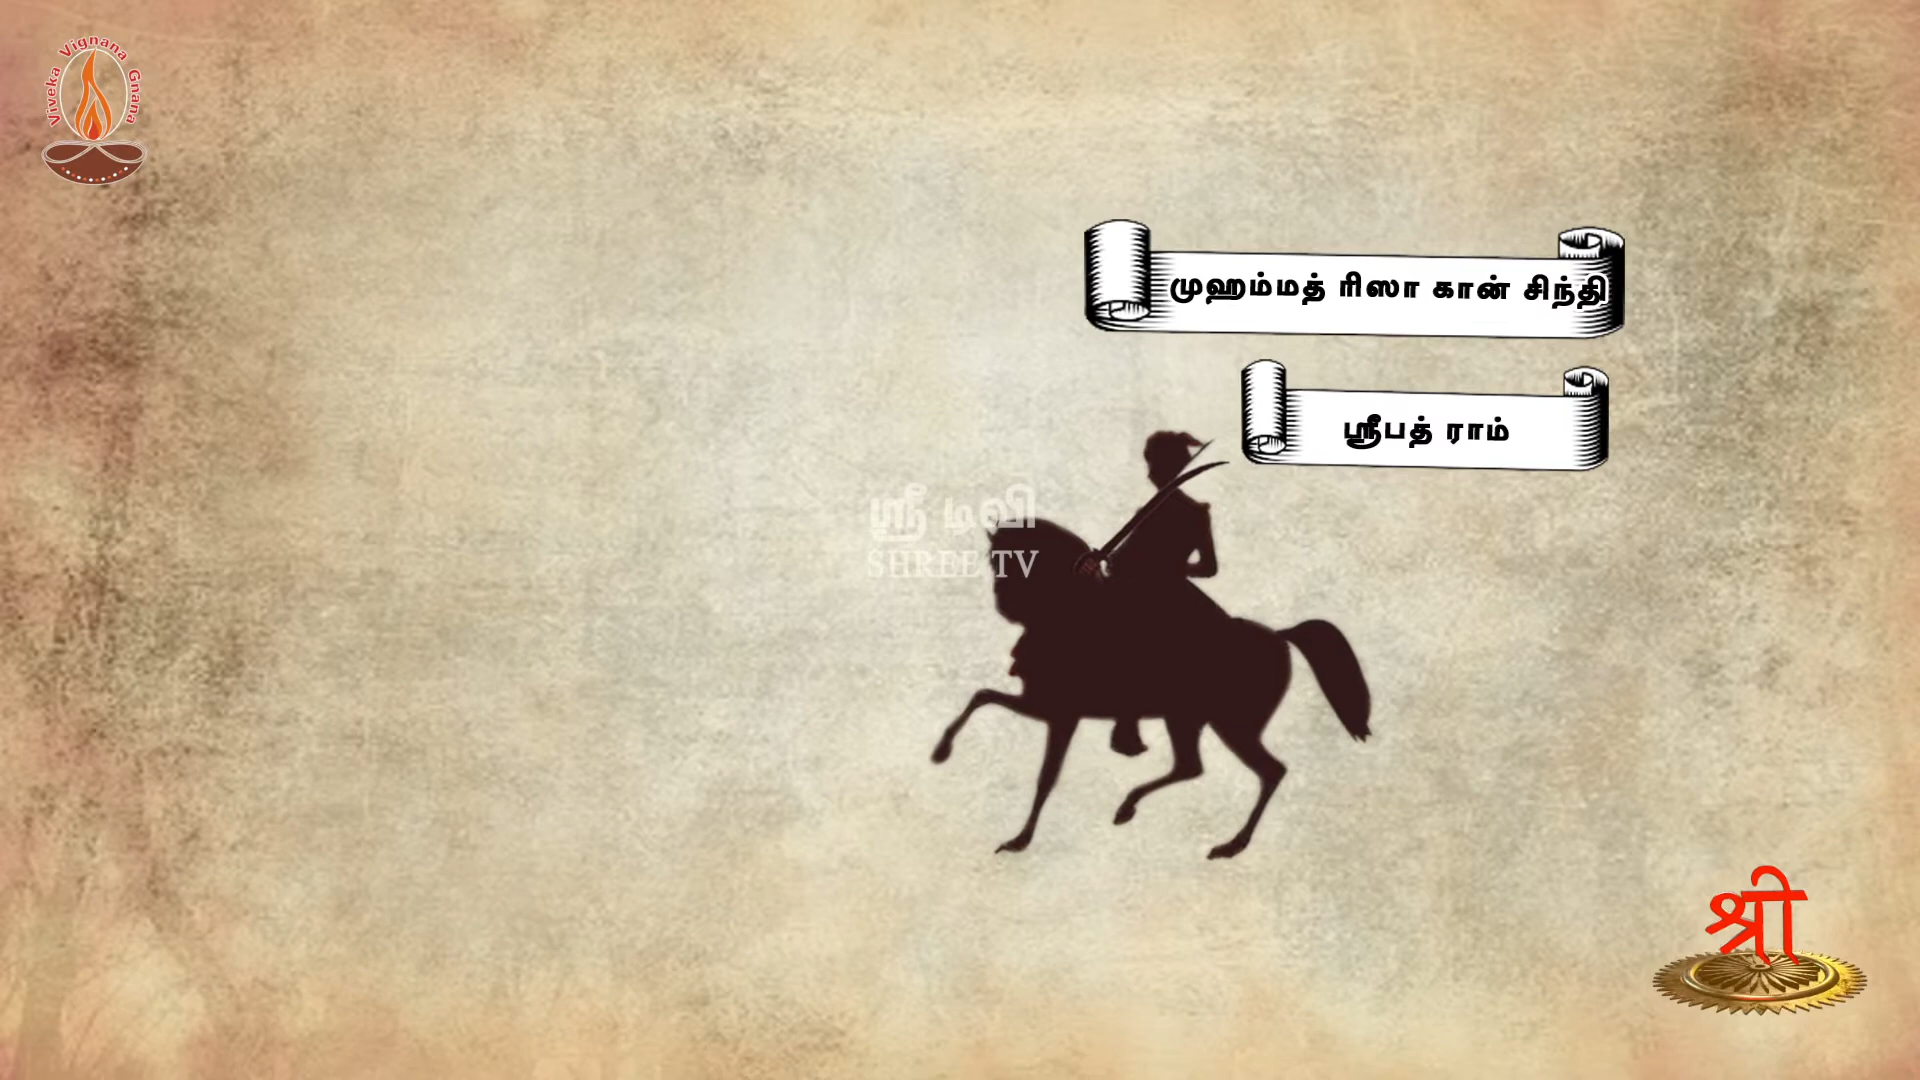 Viveka Vignana Gnana
முஹம்மத் ரிஸா கான் சிந்தி
ஸ்ரீபத் ராம்
ஸ்ரீ டிவி
SHREE TV
श्री